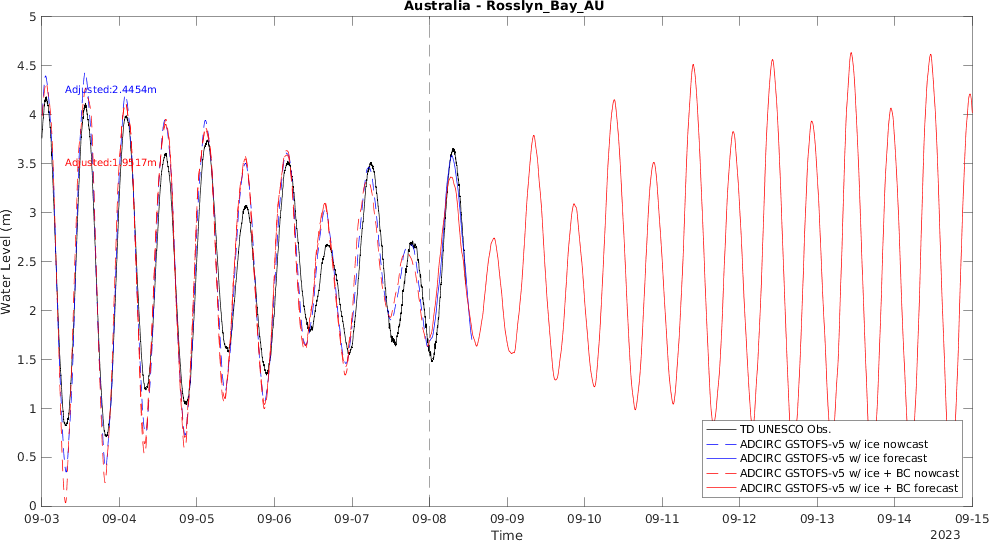 Australia - Rosslyn_Bay_AU
5
4.5
4
3.5
3
2.5
2
1.5
1
0.5
0
Water Level (m)
Adjusted:2.4454m
Adjusted:1.9517m
TD UNESCO Obs.
ADCIRC GSTOFS-v5 w/ ice nowcast
ADCIRC GSTOFS-v5 w/ ice forecast
ADCIRC GSTOFS-v5 w/ ice + BC nowcast
ADCIRC GSTOFS-v5 w/ ice + BC forecast
09-03 09-04 09-05 09-06 09-07 09-08 09-09 09-10 09-11 09-12 09-13 09-14 09-15
Time
2023